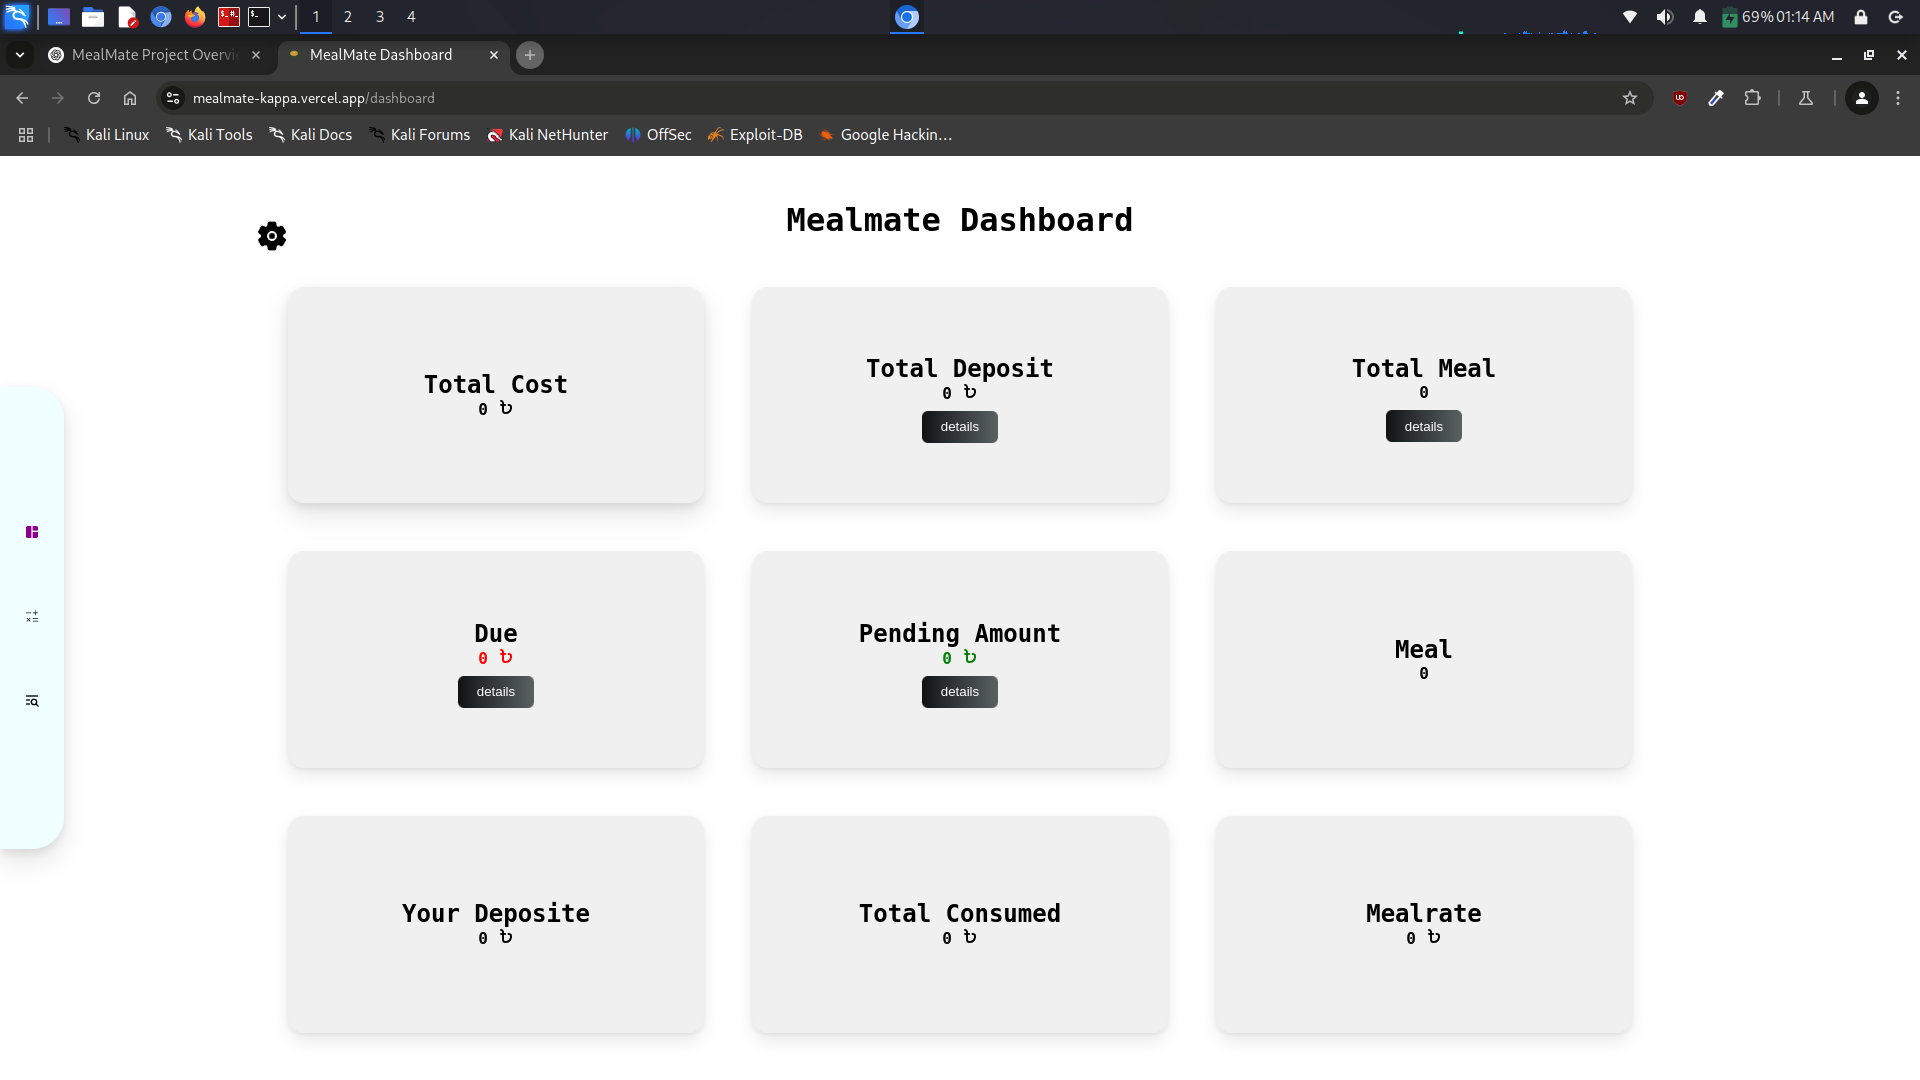 1 2 3 4 69% 01:14 AM
MealMate Project Overvi
MealMate Dashboard
mealmate-kappa.vercel.app/dashboard
Kali Linux Kali Tools Kali Docs Kali Forums Kali NetHunter OffSec Exploit-DB Google Hackin…
Mealmate Dashboard
Total Cost
0 ৳
Total Deposit
0 ৳
details
Total Meal
0
details
Due
0 ৳
details
Pending Amount
0 ৳
details
Meal
0
Your Deposite
0 ৳
Total Consumed
0 ৳
Mealrate
0 ৳